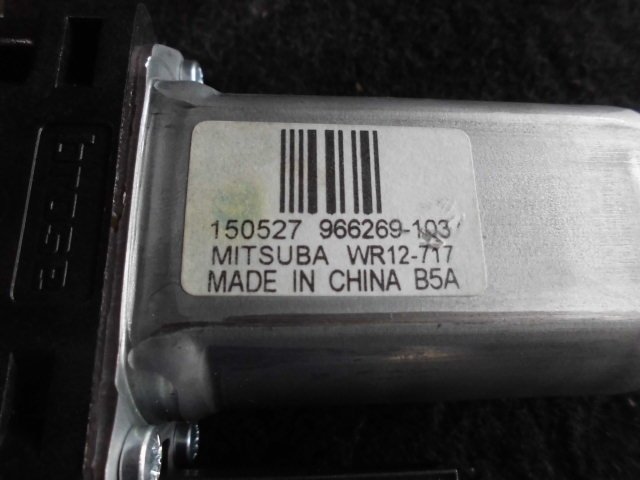 150527 966269-103
MITSUBA WR12-717
MADE IN CHINA B5A